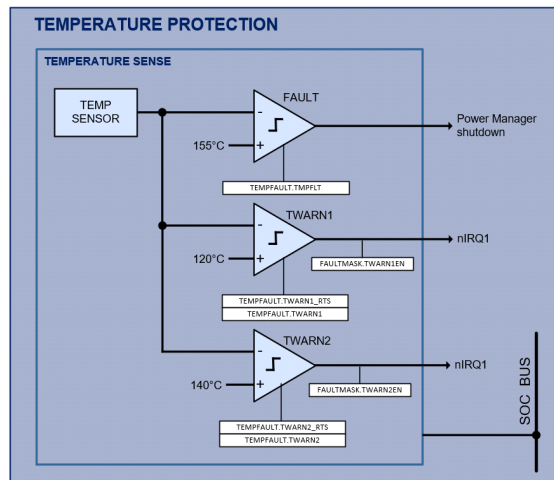 TEMPERATURE PROTECTION
TEMPERATURE SENSE
TEMP
SENSOR
FAULT
-
+
155°C
TEMPFAULT.TMPFLT
Power Manager
shutdown
TWARN1
-
+
120°C
TEMPFAULT.TWARN1_RTS
TEMPFAULT.TWARN1
FAULTMASK.TWARN1EN
nIRQ1
TWARN2
-
+
140°C
TEMPFAULT.TWARN2_RTS
TEMPFAULT.TWARN2
FAULTMASK.TWARN2EN
nIRQ1
SOC BUS